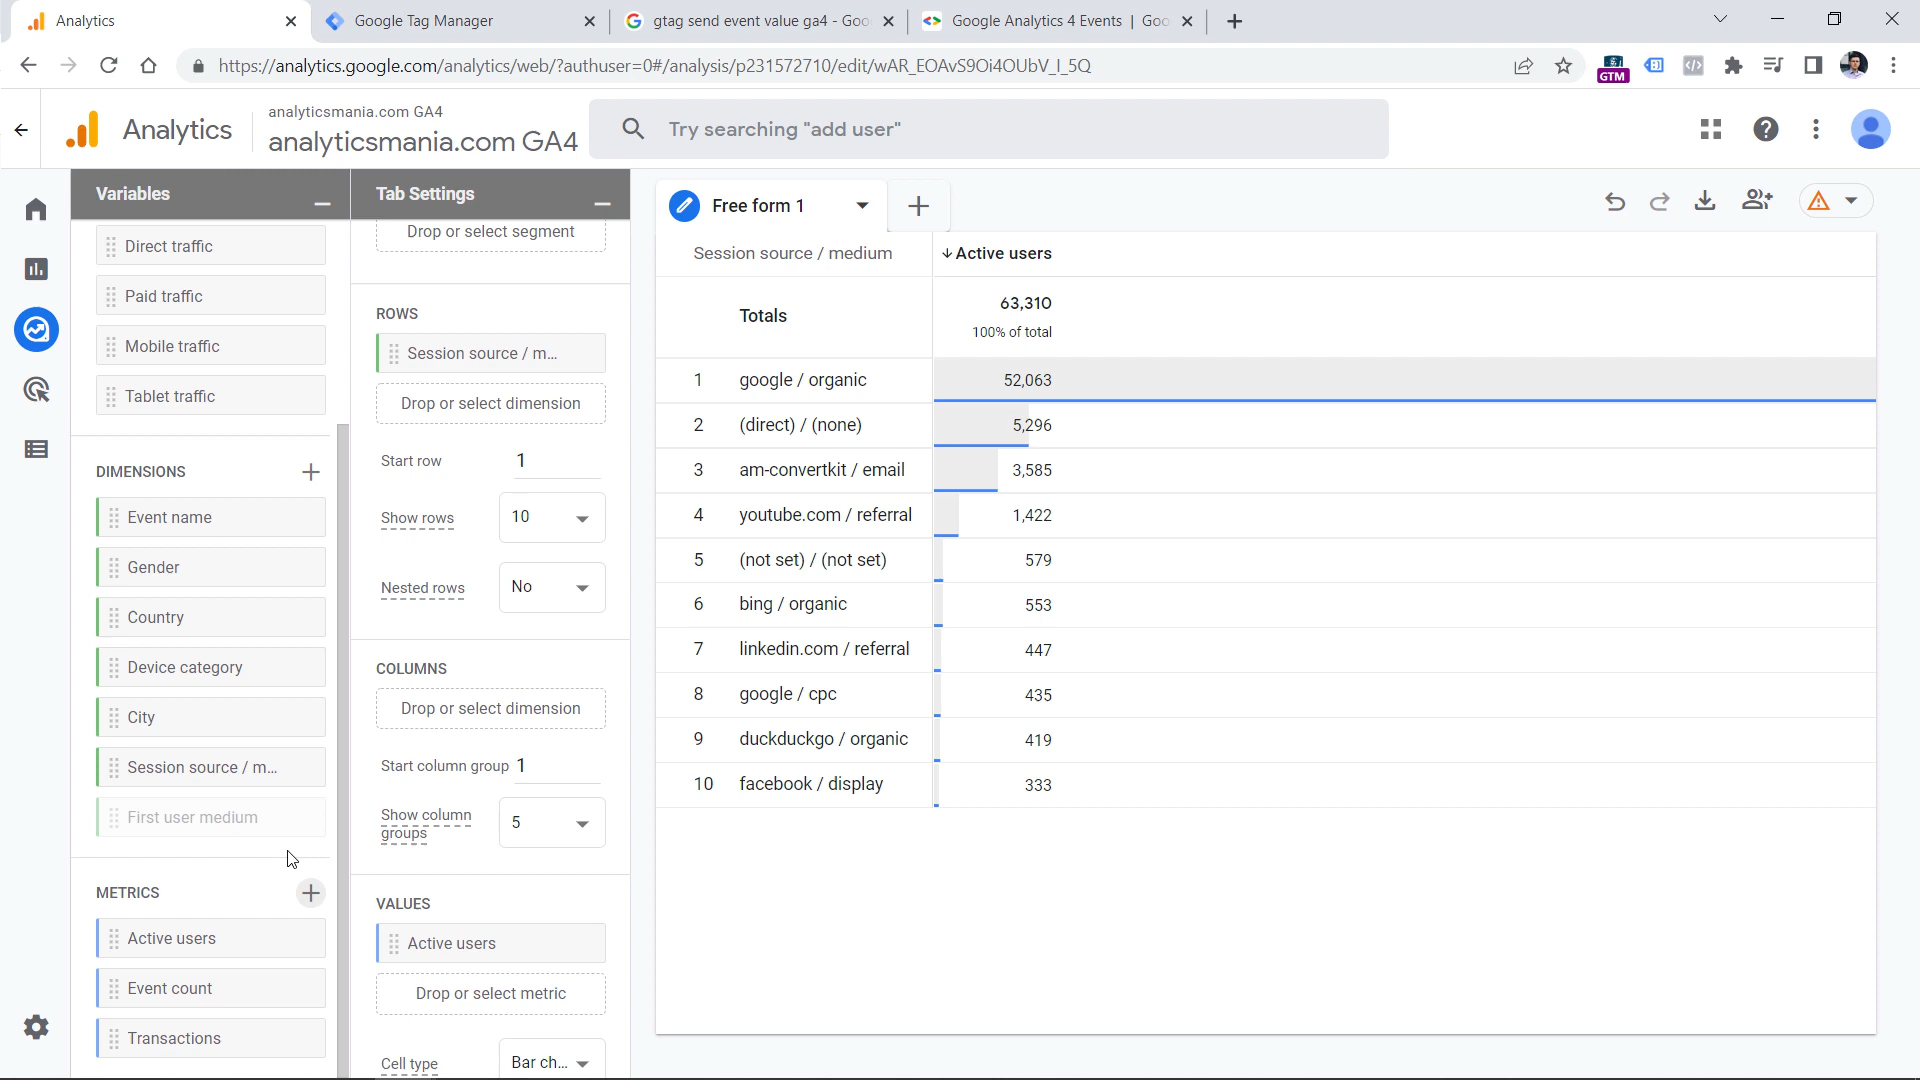 Analytics
Google Tag Manager
gtag send event value ga4 - Goo
Google Analytics 4 Events | Goo
https://analytics.google.com/analytics/web/?authuser=0#/analysis/p231572710/edit/wAR_EOAvS9Oi4OUbV_I_5Q
GTM
Analytics
analyticsmania.com GA4
analyticsmania.com GA4
Try searching "add user"
Variables
Direct traffic
Paid traffic
Mobile traffic
Tablet traffic
DIMENSIONS
Event name
Gender
Country
Device category
City
Session source / m...
First user medium
METRICS
Active users
Event count
Transactions
Tab Settings
Drop or select segment
ROWS
Session source / m...
Drop or select dimension
Start row 1
Show rows 10
Nested rows No
COLUMNS
Drop or select dimension
Start column group 1
Show column groups 5
VALUES
Active users
Drop or select metric
Cell type Bar ch...
Free form 1
Session source / medium Active users
Totals 63,310
100% of total
1 google / organic 52,063
2 (direct) / (none) 5,296
3 am-convertkit / email 3,585
4 youtube.com / referral 1,422
5 (not set) / (not set) 579
6 bing / organic 553
7 linkedin.com / referral 447
8 google / cpc 435
9 duckduckgo / organic 419
10 facebook / display 333